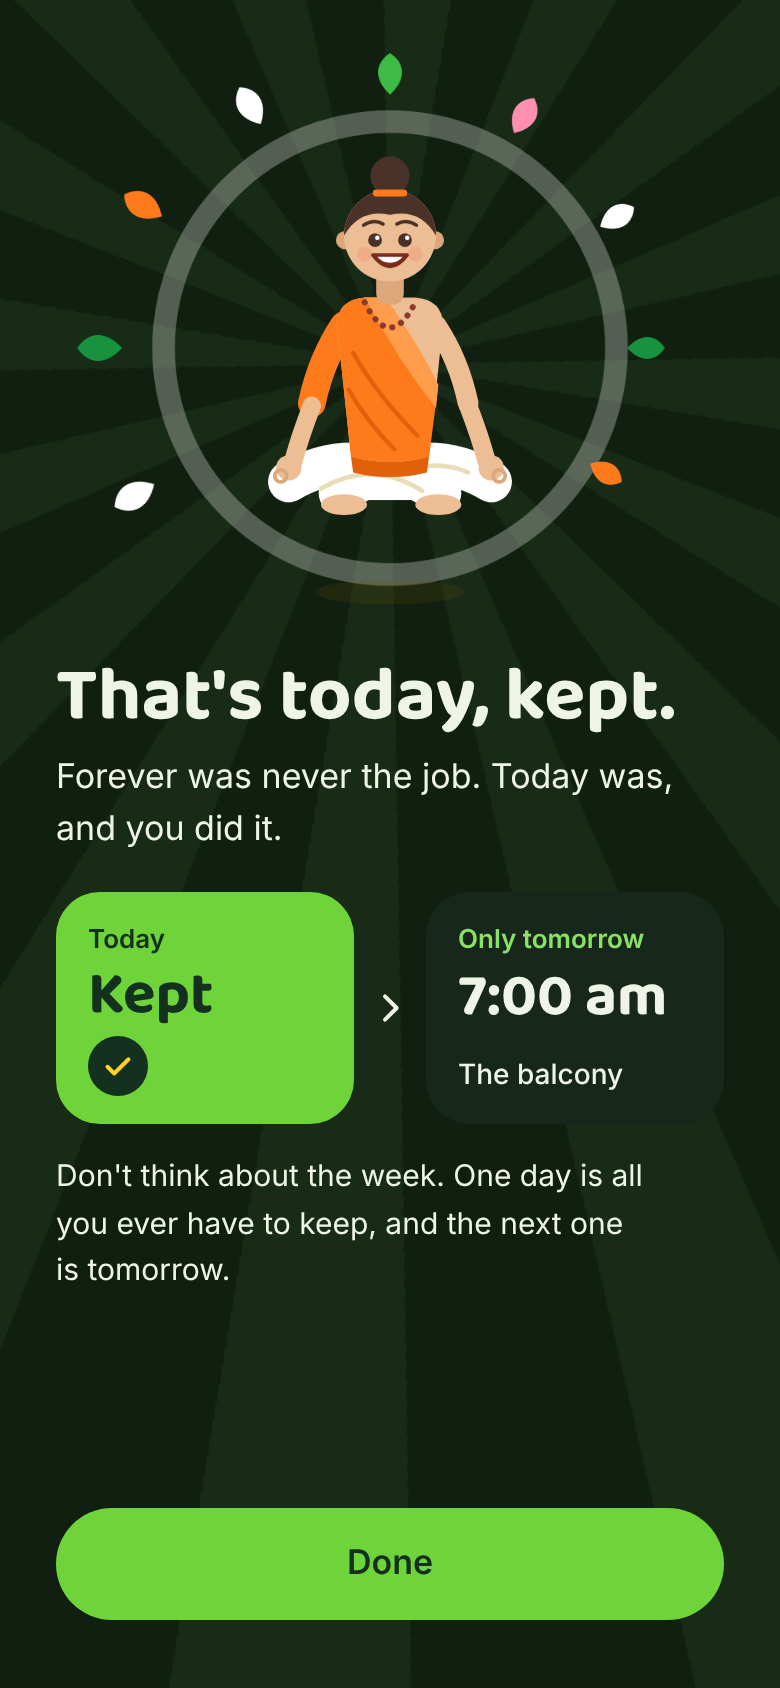 That's today, kept.
Forever was never the job. Today was,
and you did it.
Today
Kept
Only tomorrow
7:00 am
The balcony
Don't think about the week. One day is all
you ever have to keep, and the next one
is tomorrow.
Done